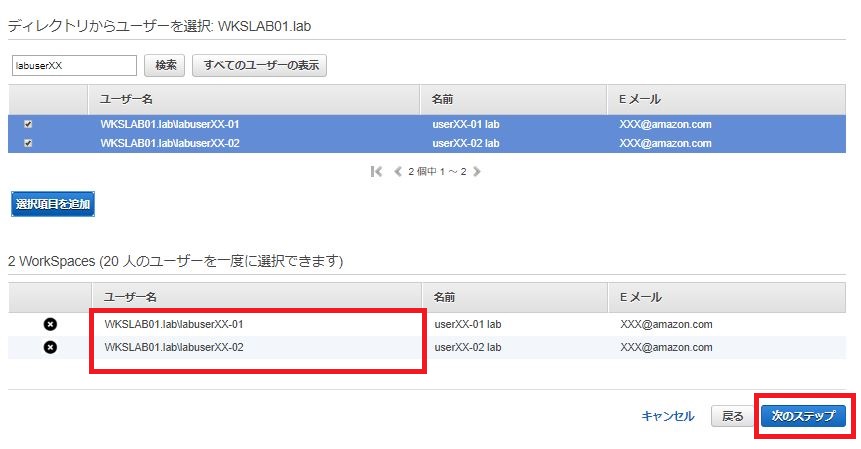 ディレクトリからユーザーを選択: WKSLAB01.lab
labuserXX 検索 すべてのユーザーの表示
ユーザー名 名前 E メール
WKSLAB01.lab\labuserXX-01 userXX-01 lab XXX@amazon.com
WKSLAB01.lab\labuserXX-02 userXX-02 lab XXX@amazon.com
2 個中 1 ～ 2
選択項目を追加
2 WorkSpaces (20 人のユーザーを一度に選択できます)
ユーザー名 名前 E メール
WKSLAB01.lab\labuserXX-01 userXX-01 lab XXX@amazon.com
WKSLAB01.lab\labuserXX-02 userXX-02 lab XXX@amazon.com
キャンセル 戻る 次のステップ